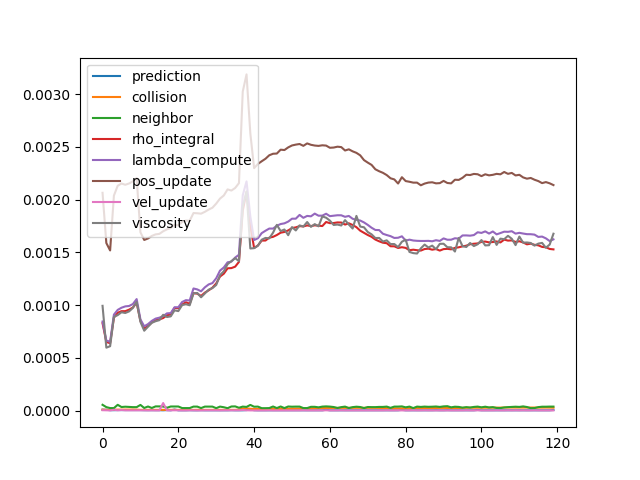 prediction
collision
neighbor
rho_integral
lambda_compute
pos_update
vel_update
viscosity
0.0030
0.0025
0.0020
0.0015
0.0010
0.0005
0.0000
0 20 40 60 80 100 120